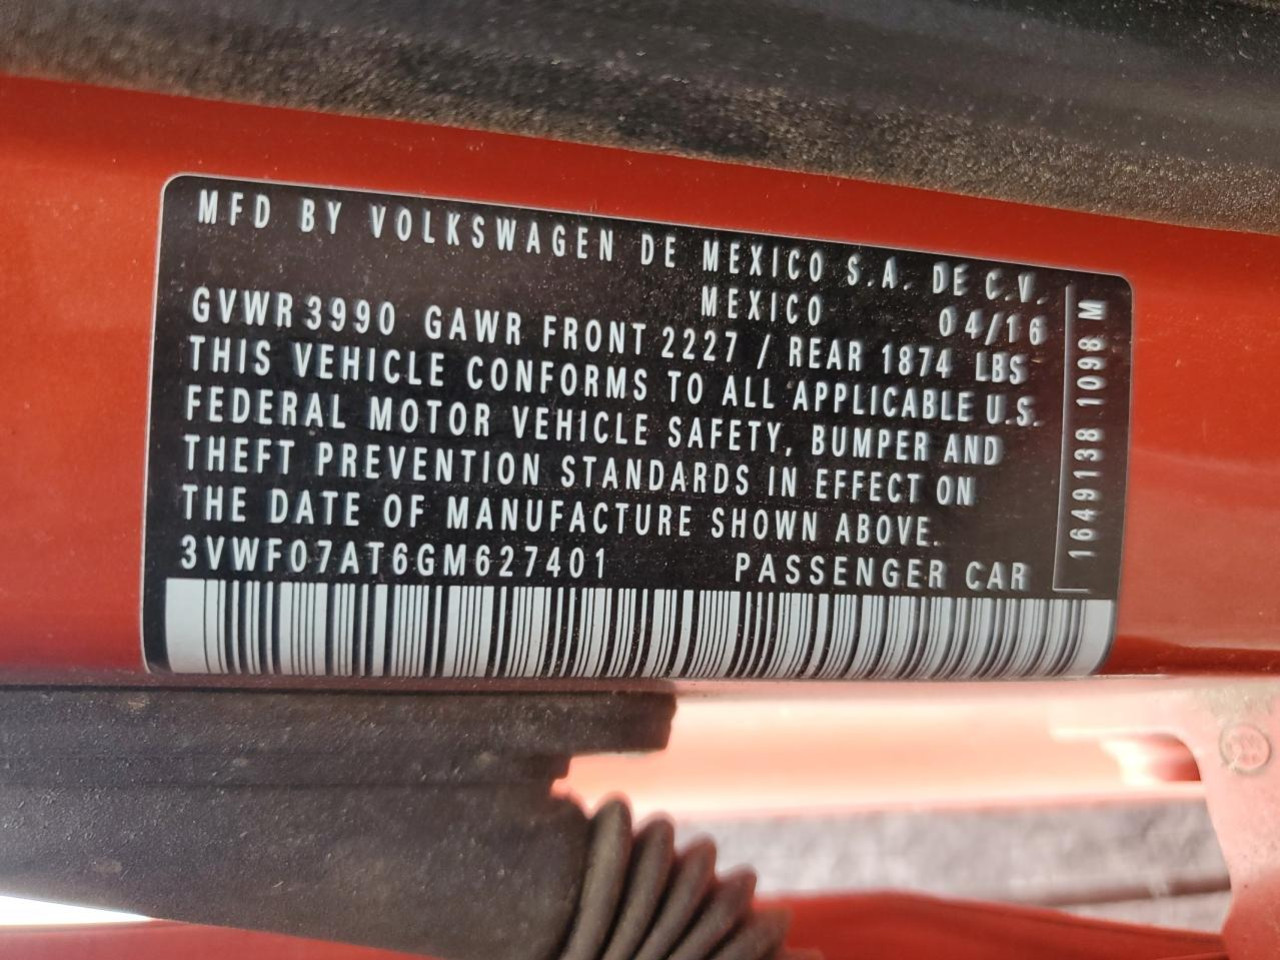 MFD BY VOLKSWAGEN DE MEXICO S.A. DE C.V.
MEXICO 04/16
GVWR 3990 GAWR FRONT 2227 / REAR 1874 LBS
THIS VEHICLE CONFORMS TO ALL APPLICABLE U.S.
FEDERAL MOTOR VEHICLE SAFETY, BUMPER AND
THEFT PREVENTION STANDARDS IN EFFECT ON
THE DATE OF MANUFACTURE SHOWN ABOVE.
3VWF07AT6GM627401 PASSENGER CAR
1649138 1098 M